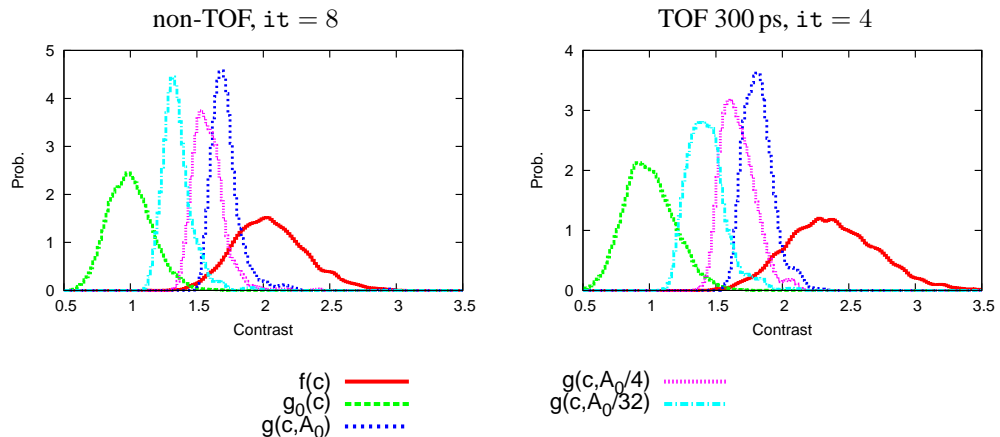 non-TOF, it = 8
TOF 300 ps, it = 4
5
4
3
2
1
0
Prob.
0.5 1 1.5 2 2.5 3 3.5
Contrast
4
3
2
1
0
Prob.
0.5 1 1.5 2 2.5 3 3.5
Contrast
f(c)
g₀(c)
g(c,A₀)
g(c,A₀/4)
g(c,A₀/32)